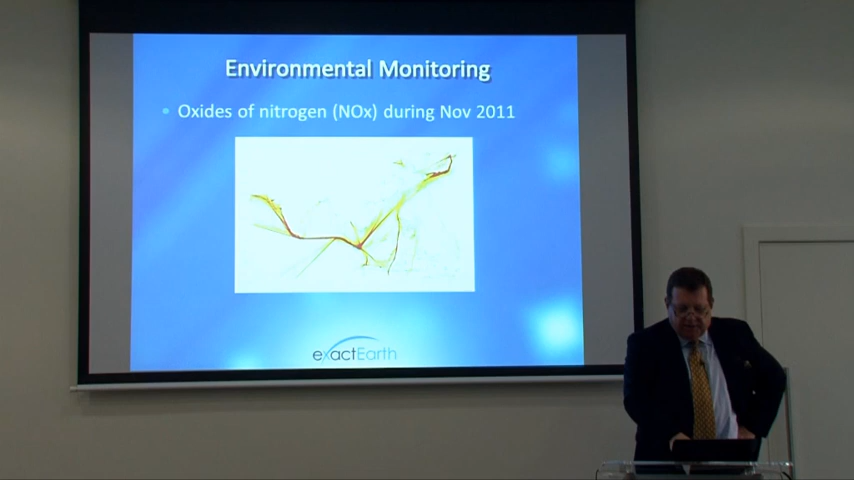 Environmental Monitoring
• Oxides of nitrogen (NOx) during Nov 2011
exactEarth